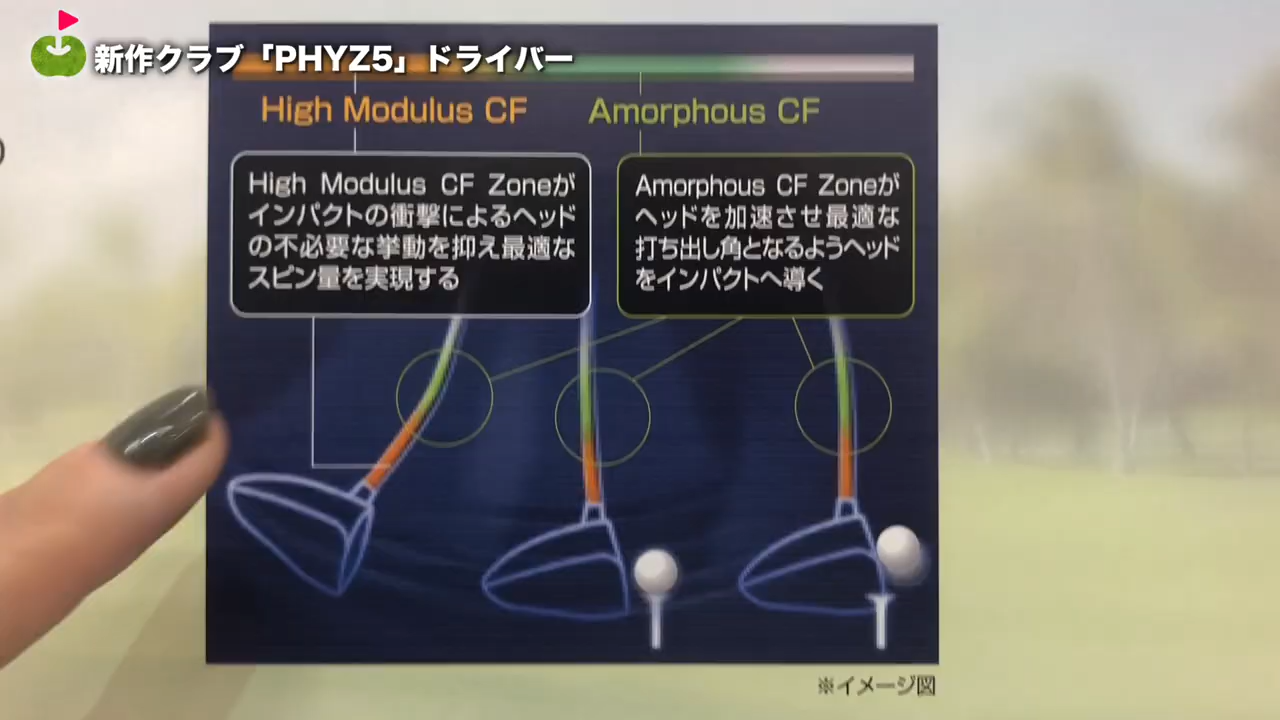 新作クラブ「PHYZ5」ドライバー
High Modulus CF
Amorphous CF
High Modulus CF Zoneが
インパクトの衝撃によるヘッド
の不必要な挙動を抑え最適な
スピン量を実現する
Amorphous CF Zoneが
ヘッドを加速させ最適な
打ち出し角となるようヘッド
をインパクトへ導く
※イメージ図